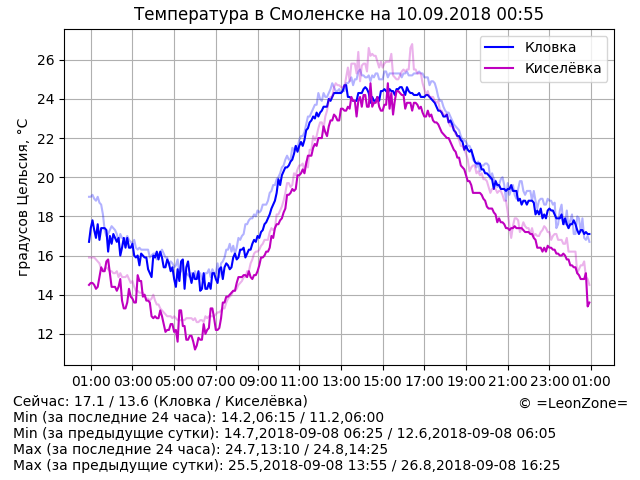 Температура в Смоленске на 10.09.2018 00:55
градусов Цельсия, °C
26
24
22
20
18
16
14
12
Кловка
Киселёвка
01:00 03:00 05:00 07:00 09:00 11:00 13:00 15:00 17:00 19:00 21:00 23:00 01:00
Сейчас: 17.1 / 13.6 (Кловка / Киселёвка)
© =LeonZone=
Min (за последние 24 часа): 14.2,06:15 / 11.2,06:00
Min (за предыдущие сутки): 14.7,2018-09-08 06:25 / 12.6,2018-09-08 06:05
Max (за последние 24 часа): 24.7,13:10 / 24.8,14:25
Max (за предыдущие сутки): 25.5,2018-09-08 13:55 / 26.8,2018-09-08 16:25